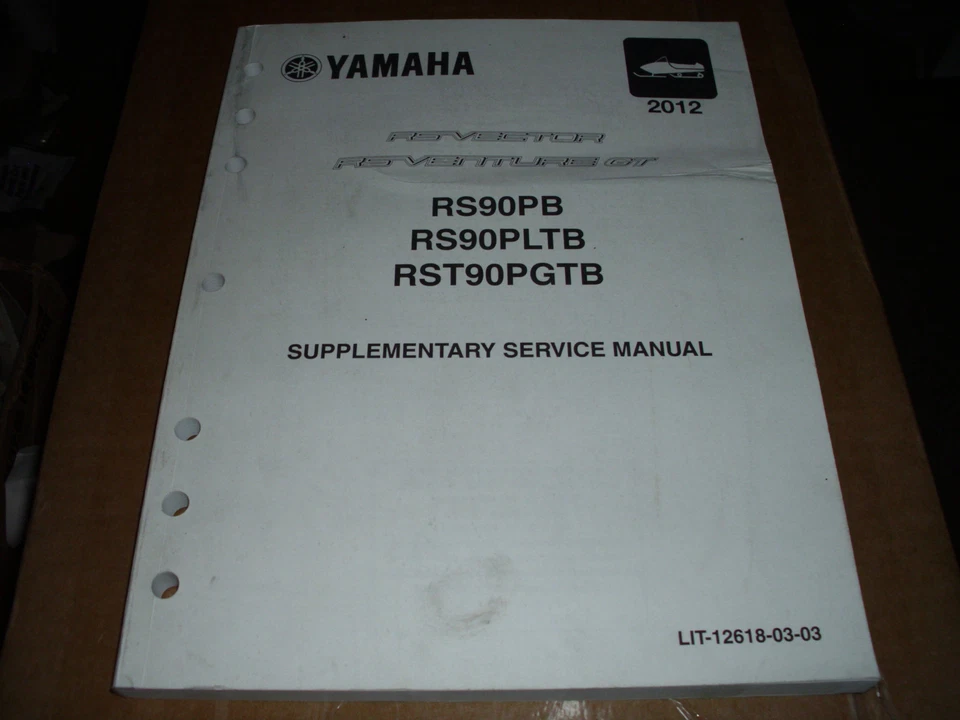 YAMAHA
2012
RS VECTOR
RS VENTURE GT
RS90PB
RS90PLTB
RST90PGTB
SUPPLEMENTARY SERVICE MANUAL
LIT-12618-03-03